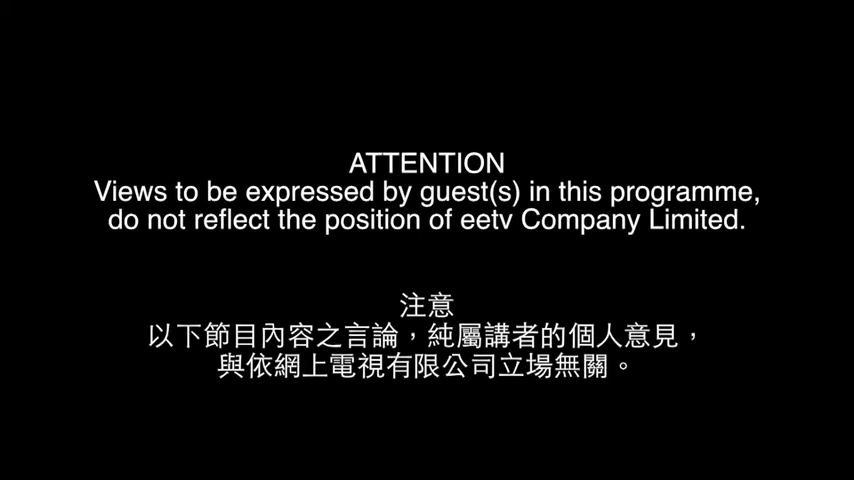 ATTENTION
Views to be expressed by guest(s) in this programme,
do not reflect the position of eetv Company Limited.
注意
以下節目內容之言論，純屬講者的個人意見，
與依網上電視有限公司立場無關。